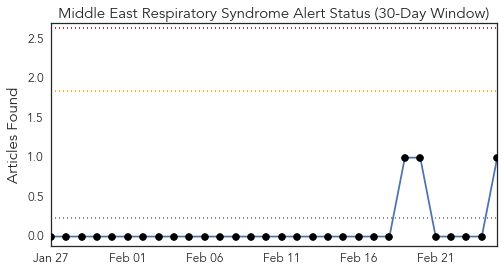 Middle East Respiratory Syndrome Alert Status (30-Day Window)
Articles Found
2.5
2.0
1.5
1.0
0.5
0.0
Jan 27 Feb 01 Feb 06 Feb 11 Feb 16 Feb 21